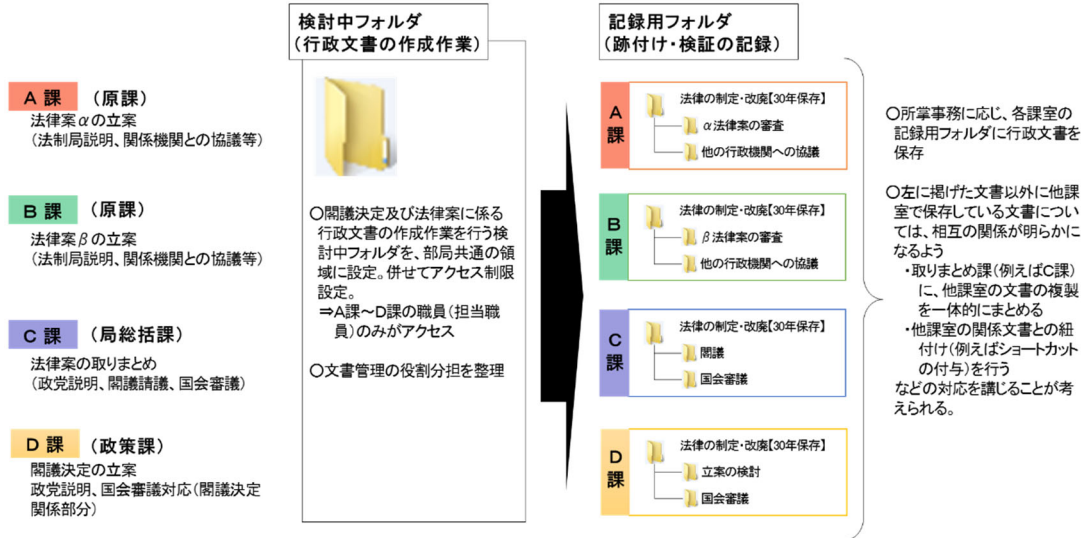 検討中フォルダ
(行政文書の作成作業)
記録用フォルダ
(跡付け・検証の記録)
A 課 (原課)
法律案αの立案
(法制局説明、関係機関との協議等)
B 課 (原課)
法律案βの立案
(法制局説明、関係機関との協議等)
C 課 (局総括課)
法律案の取りまとめ
(政党説明、閣議請議、国会審議)
D 課 (政策課)
閣議決定の立案
政党説明、国会審議対応(閣議決定
関係部分)
○閣議決定及び法律案に係る
行政文書の作成作業を行う検
討中フォルダを、部局共通の領
域に設定。併せてアクセス制限
設定。
⇒A課~D課の職員(担当職
員)のみがアクセス
○文書管理の役割分担を整理
A課
法律の制定・改廃【30年保存】
α法律案の審査
他の行政機関への協議
B課
法律の制定・改廃【30年保存】
β法律案の審査
他の行政機関への協議
C課
法律の制定・改廃【30年保存】
閣議
国会審議
D課
法律の制定・改廃【30年保存】
立案の検討
国会審議
○所掌事務に応じ、各課室の
記録用フォルダに行政文書を
保存
○左に掲げた文書以外に他課
室で保存している文書につい
ては、相互の関係が明らかに
なるよう
・取りまとめ課(例えばC課)
に、他課室の文書の複製
を一体的にまとめる
・他課室の関係文書との紐
付け(例えばショートカット
の付与)を行う
などの対応を講じることが考
えられる。